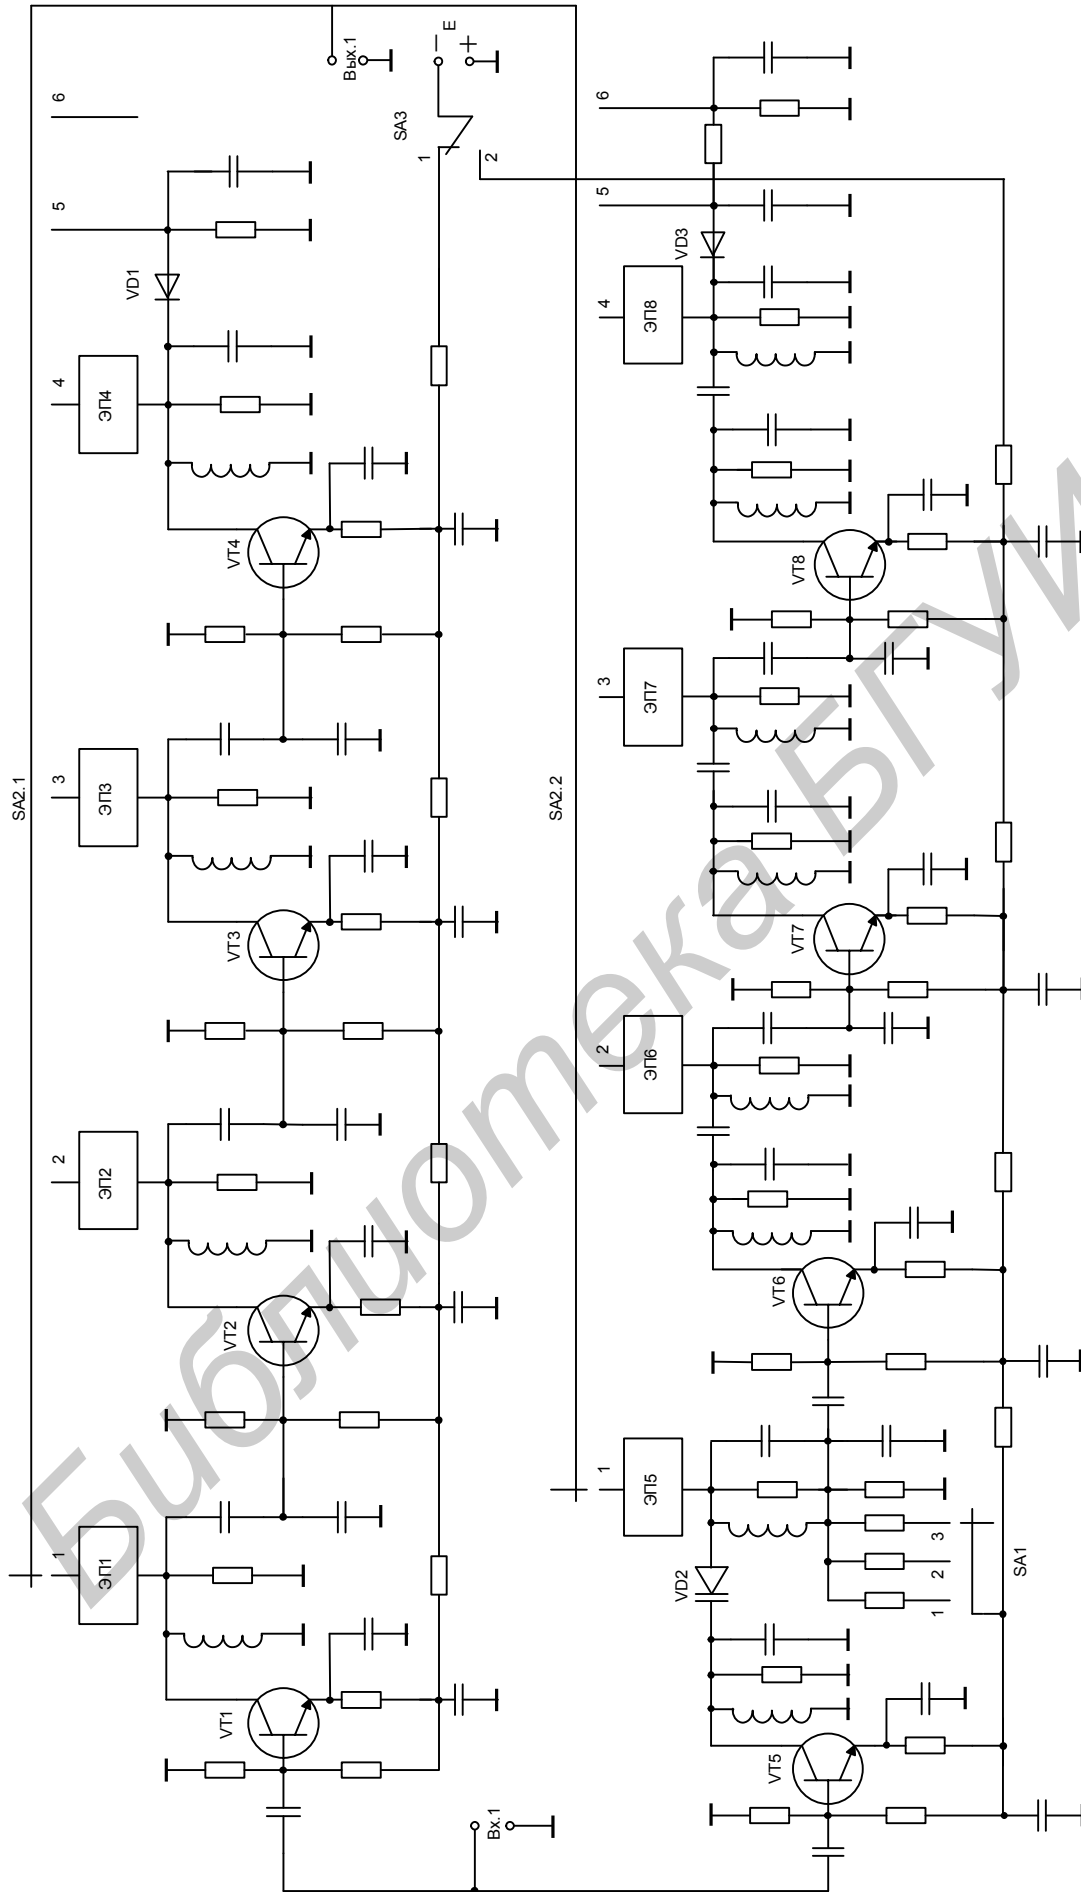 SA2.1
1 2 3 4 5 6
ЭП1 ЭП2 ЭП3 ЭП4
VD1
VT1 VT2 VT3 VT4
Вых.1
SA3
1
2
− E +
Вх.1
SA2.2
1 2 3 4 5 6
ЭП5 ЭП6 ЭП7 ЭП8
VD2 VD3
VT5 VT6 VT7 VT8
1 2 3
SA1
Библиотека БГУИ